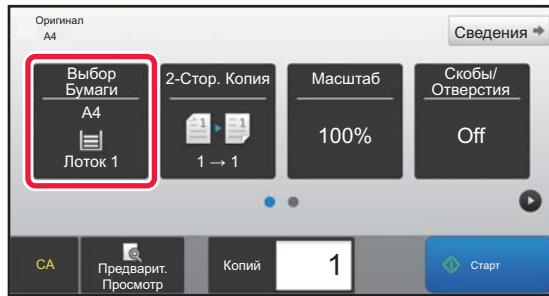 Оригинал
A4
Сведения
Выбор
Бумаги
A4
Лоток 1
2-Стор. Копия
1 → 1
Масштаб
100%
Скобы/
Отверстия
Off
CA
Предварит.
Просмотр
Копий
1
Старт